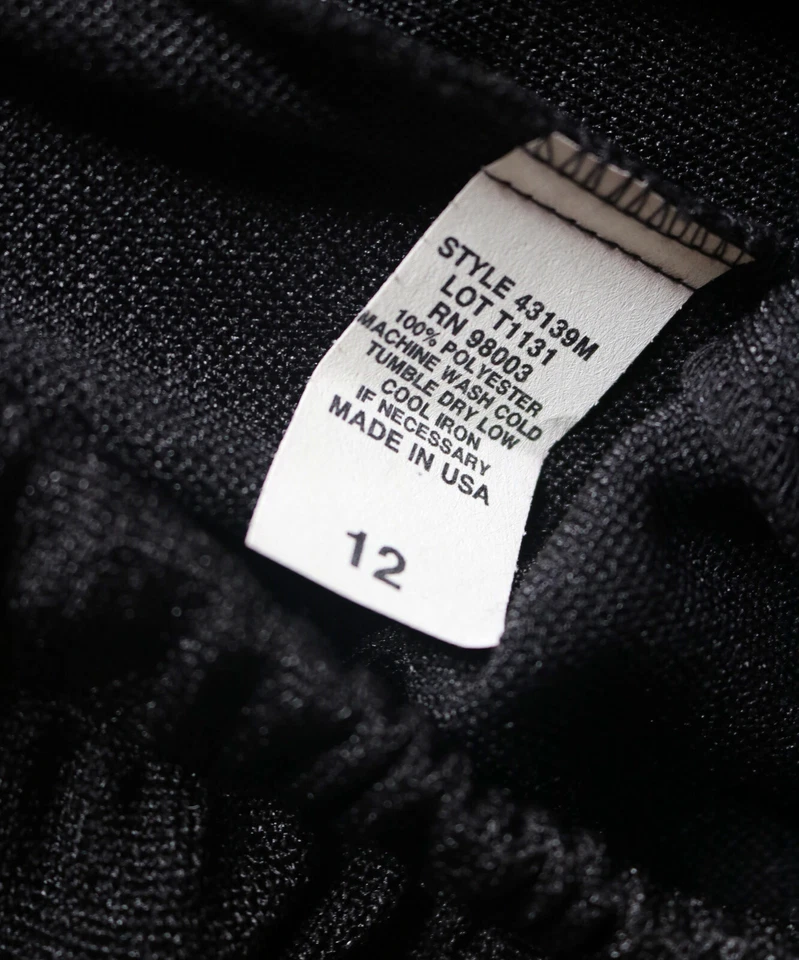 STYLE 43139M
LOT T1131
RN 98003
100% POLYESTER
MACHINE WASH COLD
TUMBLE DRY LOW
COOL IRON
IF NECESSARY
MADE IN USA
12